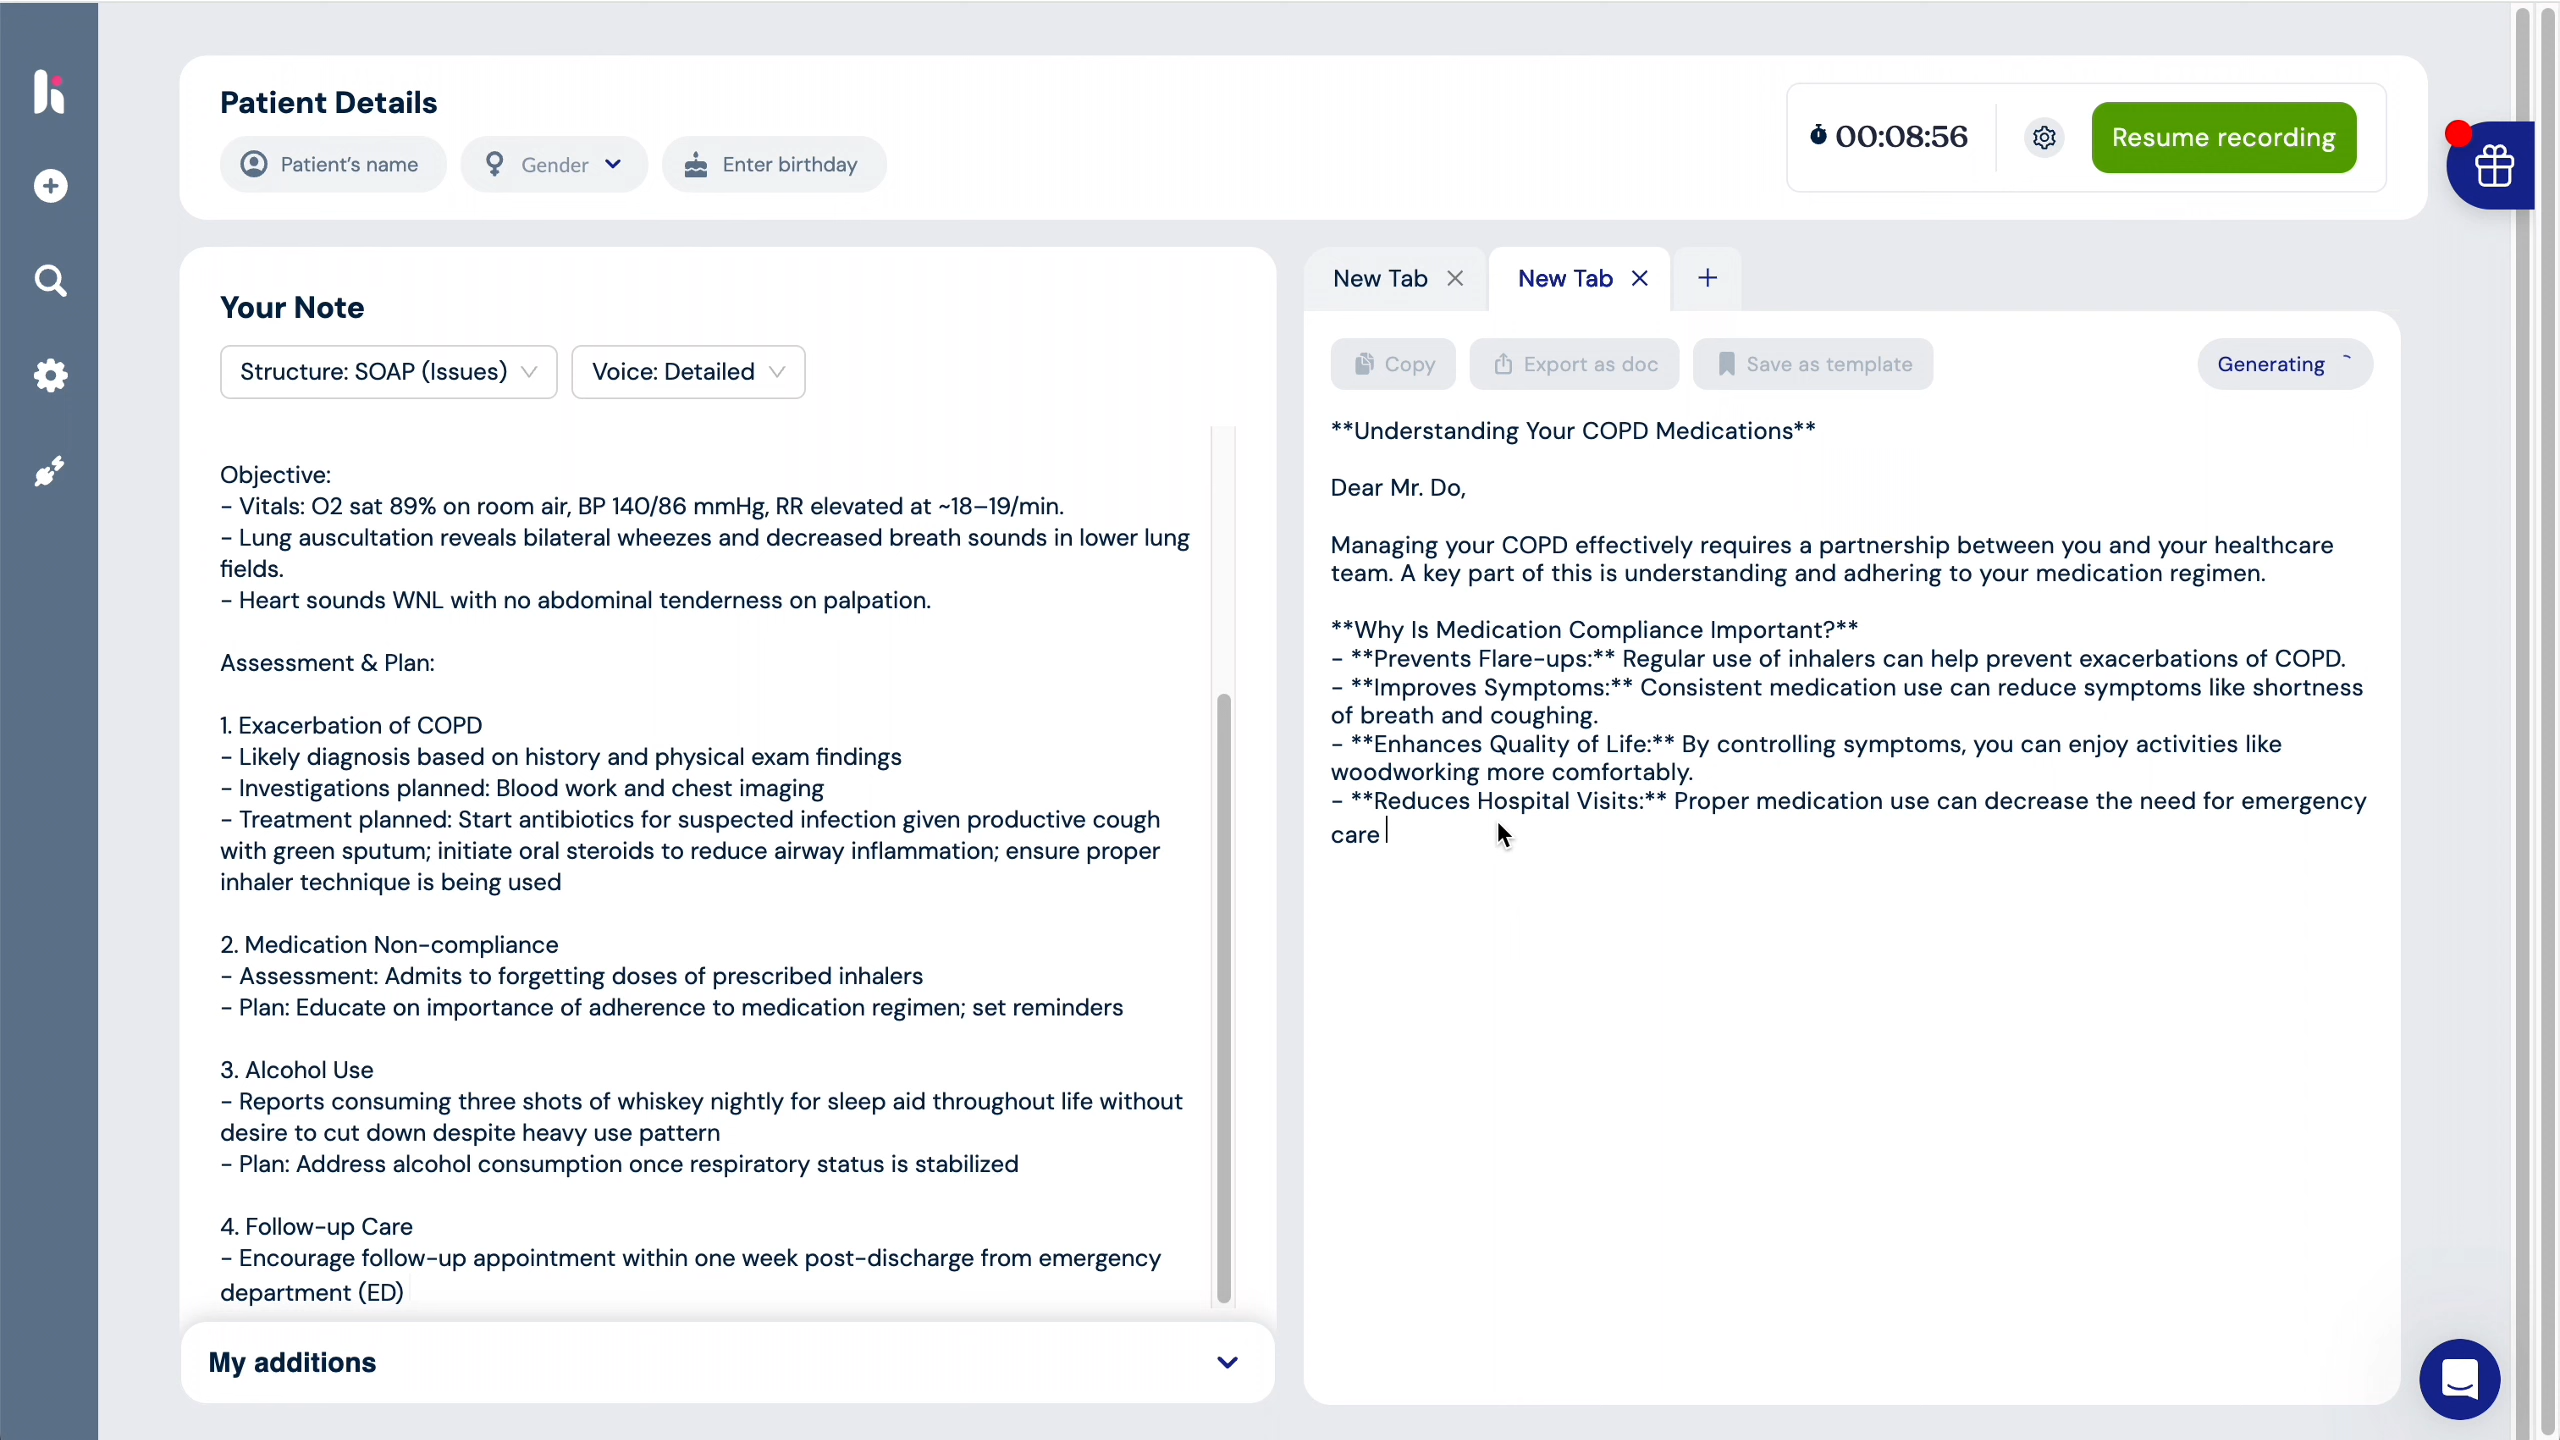 Patient Details
Patient's name
Gender
Enter birthday
00:08:56
Resume recording
Your Note
Structure: SOAP (Issues)
Voice: Detailed
Objective:
- Vitals: O2 sat 89% on room air, BP 140/86 mmHg, RR elevated at ~18–19/min.
- Lung auscultation reveals bilateral wheezes and decreased breath sounds in lower lung
fields.
- Heart sounds WNL with no abdominal tenderness on palpation.
Assessment & Plan:
1. Exacerbation of COPD
- Likely diagnosis based on history and physical exam findings
- Investigations planned: Blood work and chest imaging
- Treatment planned: Start antibiotics for suspected infection given productive cough
with green sputum; initiate oral steroids to reduce airway inflammation; ensure proper
inhaler technique is being used
2. Medication Non-compliance
- Assessment: Admits to forgetting doses of prescribed inhalers
- Plan: Educate on importance of adherence to medication regimen; set reminders
3. Alcohol Use
- Reports consuming three shots of whiskey nightly for sleep aid throughout life without
desire to cut down despite heavy use pattern
- Plan: Address alcohol consumption once respiratory status is stabilized
4. Follow-up Care
- Encourage follow-up appointment within one week post-discharge from emergency
department (ED)
My additions
New Tab
New Tab
Copy
Export as doc
Save as template
Generating
**Understanding Your COPD Medications**
Dear Mr. Do,
Managing your COPD effectively requires a partnership between you and your healthcare
team. A key part of this is understanding and adhering to your medication regimen.
**Why Is Medication Compliance Important?**
- **Prevents Flare-ups:** Regular use of inhalers can help prevent exacerbations of COPD.
- **Improves Symptoms:** Consistent medication use can reduce symptoms like shortness
of breath and coughing.
- **Enhances Quality of Life:** By controlling symptoms, you can enjoy activities like
woodworking more comfortably.
- **Reduces Hospital Visits:** Proper medication use can decrease the need for emergency
care